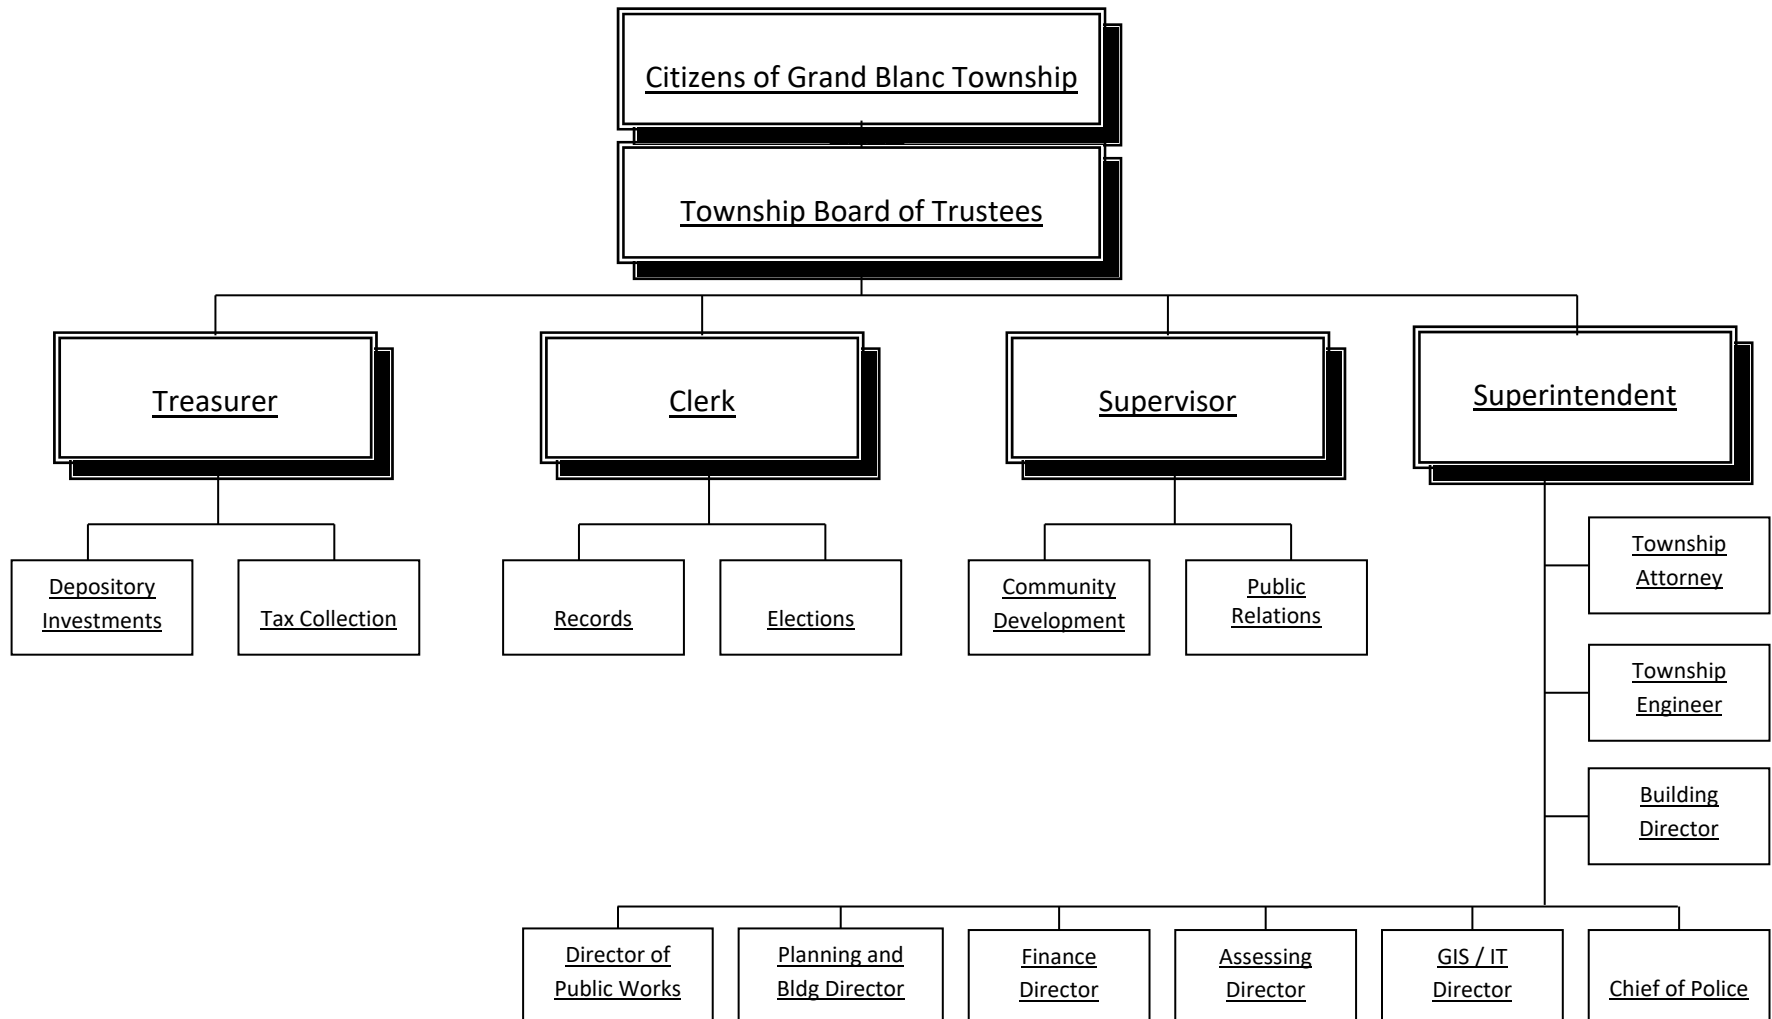 Citizens of Grand Blanc Township
Township Board of Trustees
Treasurer
Clerk
Supervisor
Superintendent
Depository
Investments
Tax Collection
Records
Elections
Community
Development
Public
Relations
Township
Attorney
Township
Engineer
Building
Director
Director of
Public Works
Planning and
Bldg Director
Finance
Director
Assessing
Director
GIS / IT
Director
Chief of Police